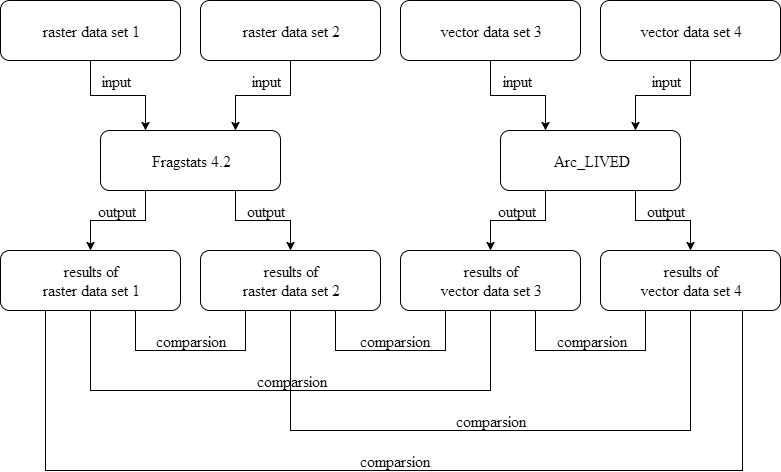 raster data set 1
raster data set 2
vector data set 3
vector data set 4
input
input
input
input
Fragstats 4.2
Arc_LIVED
output
output
output
output
results of
raster data set 1
results of
raster data set 2
results of
vector data set 3
results of
vector data set 4
comparsion
comparsion
comparsion
comparsion
comparsion
comparsion